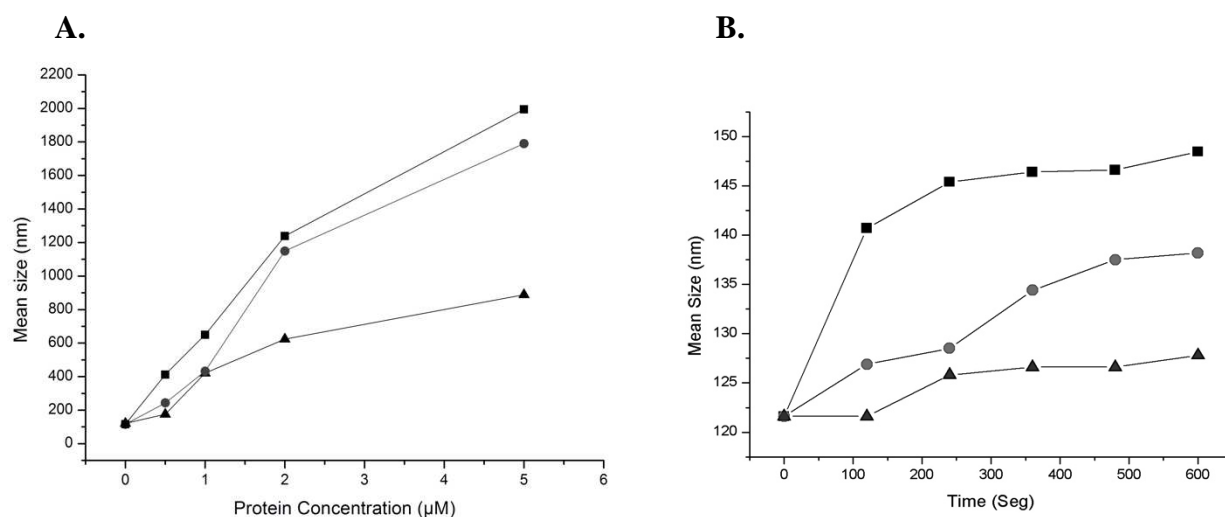 A.
B.
2200
2000
1800
1600
1400
1200
1000
800
600
400
200
0
Mean size (nm)
0 1 2 3 4 5 6
Protein Concentration (µM)
150
145
140
135
130
125
120
Mean Size (nm)
0 100 200 300 400 500 600
Time (Seg)